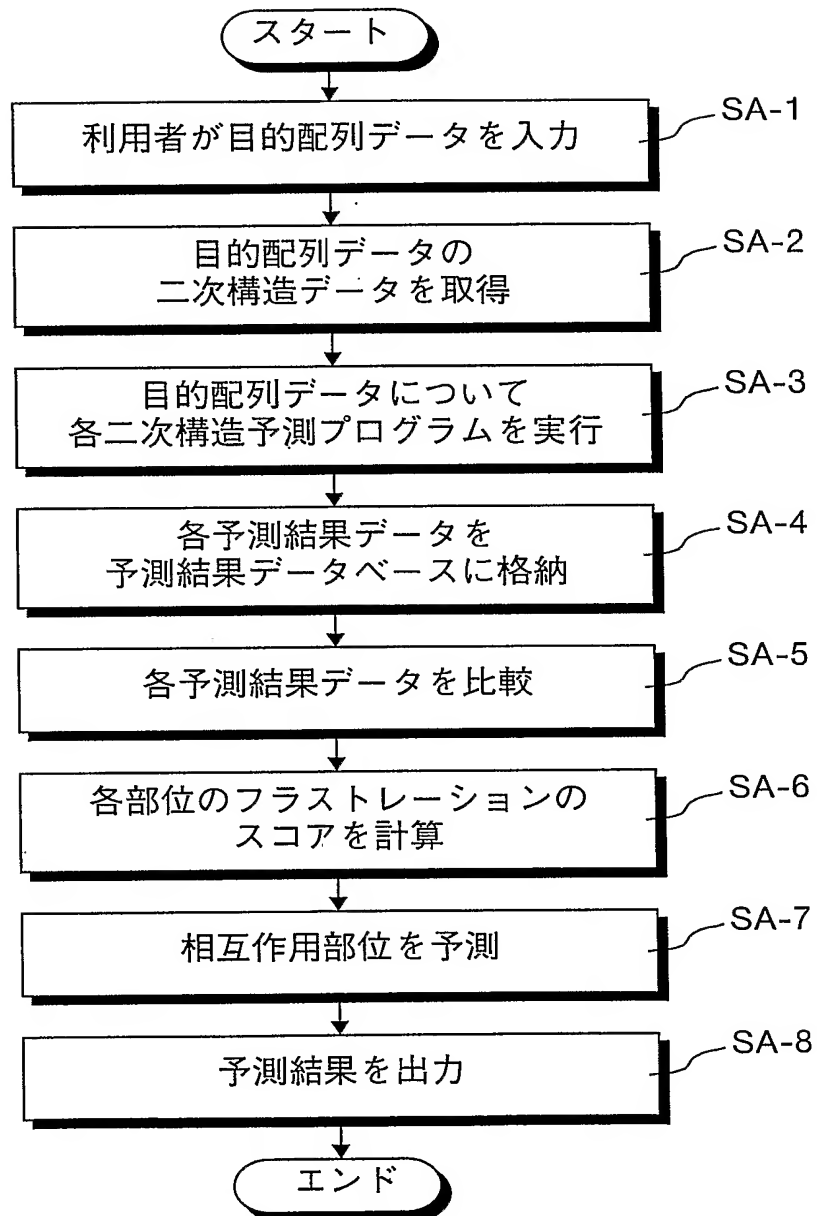 スタート
利用者が目的配列データを入力
SA-1
目的配列データの
二次構造データを取得
SA-2
目的配列データについて
各二次構造予測プログラムを実行
SA-3
各予測結果データを
予測結果データベースに格納
SA-4
各予測結果データを比較
SA-5
各部位のフラストレーションの
スコアを計算
SA-6
相互作用部位を予測
SA-7
予測結果を出力
SA-8
エンド